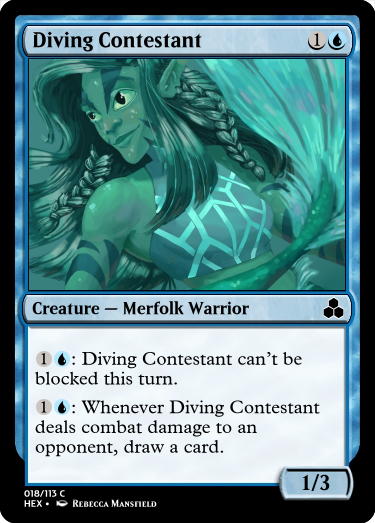 Diving Contestant 1
Creature — Merfolk Warrior
1 : Diving Contestant can't be
blocked this turn.
1 : Whenever Diving Contestant
deals combat damage to an
opponent, draw a card.
1/3
018/113 C
HEX • Rebecca Mansfield